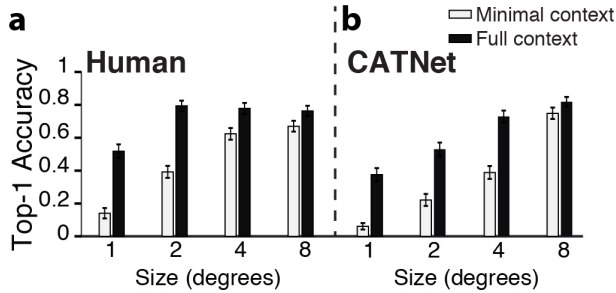 a
b
Minimal context
Full context
Human
CATNet
Top-1 Accuracy
1
0.8
0.6
0.4
0.2
0
1 2 4 8
1 2 4 8
Size (degrees)
Size (degrees)